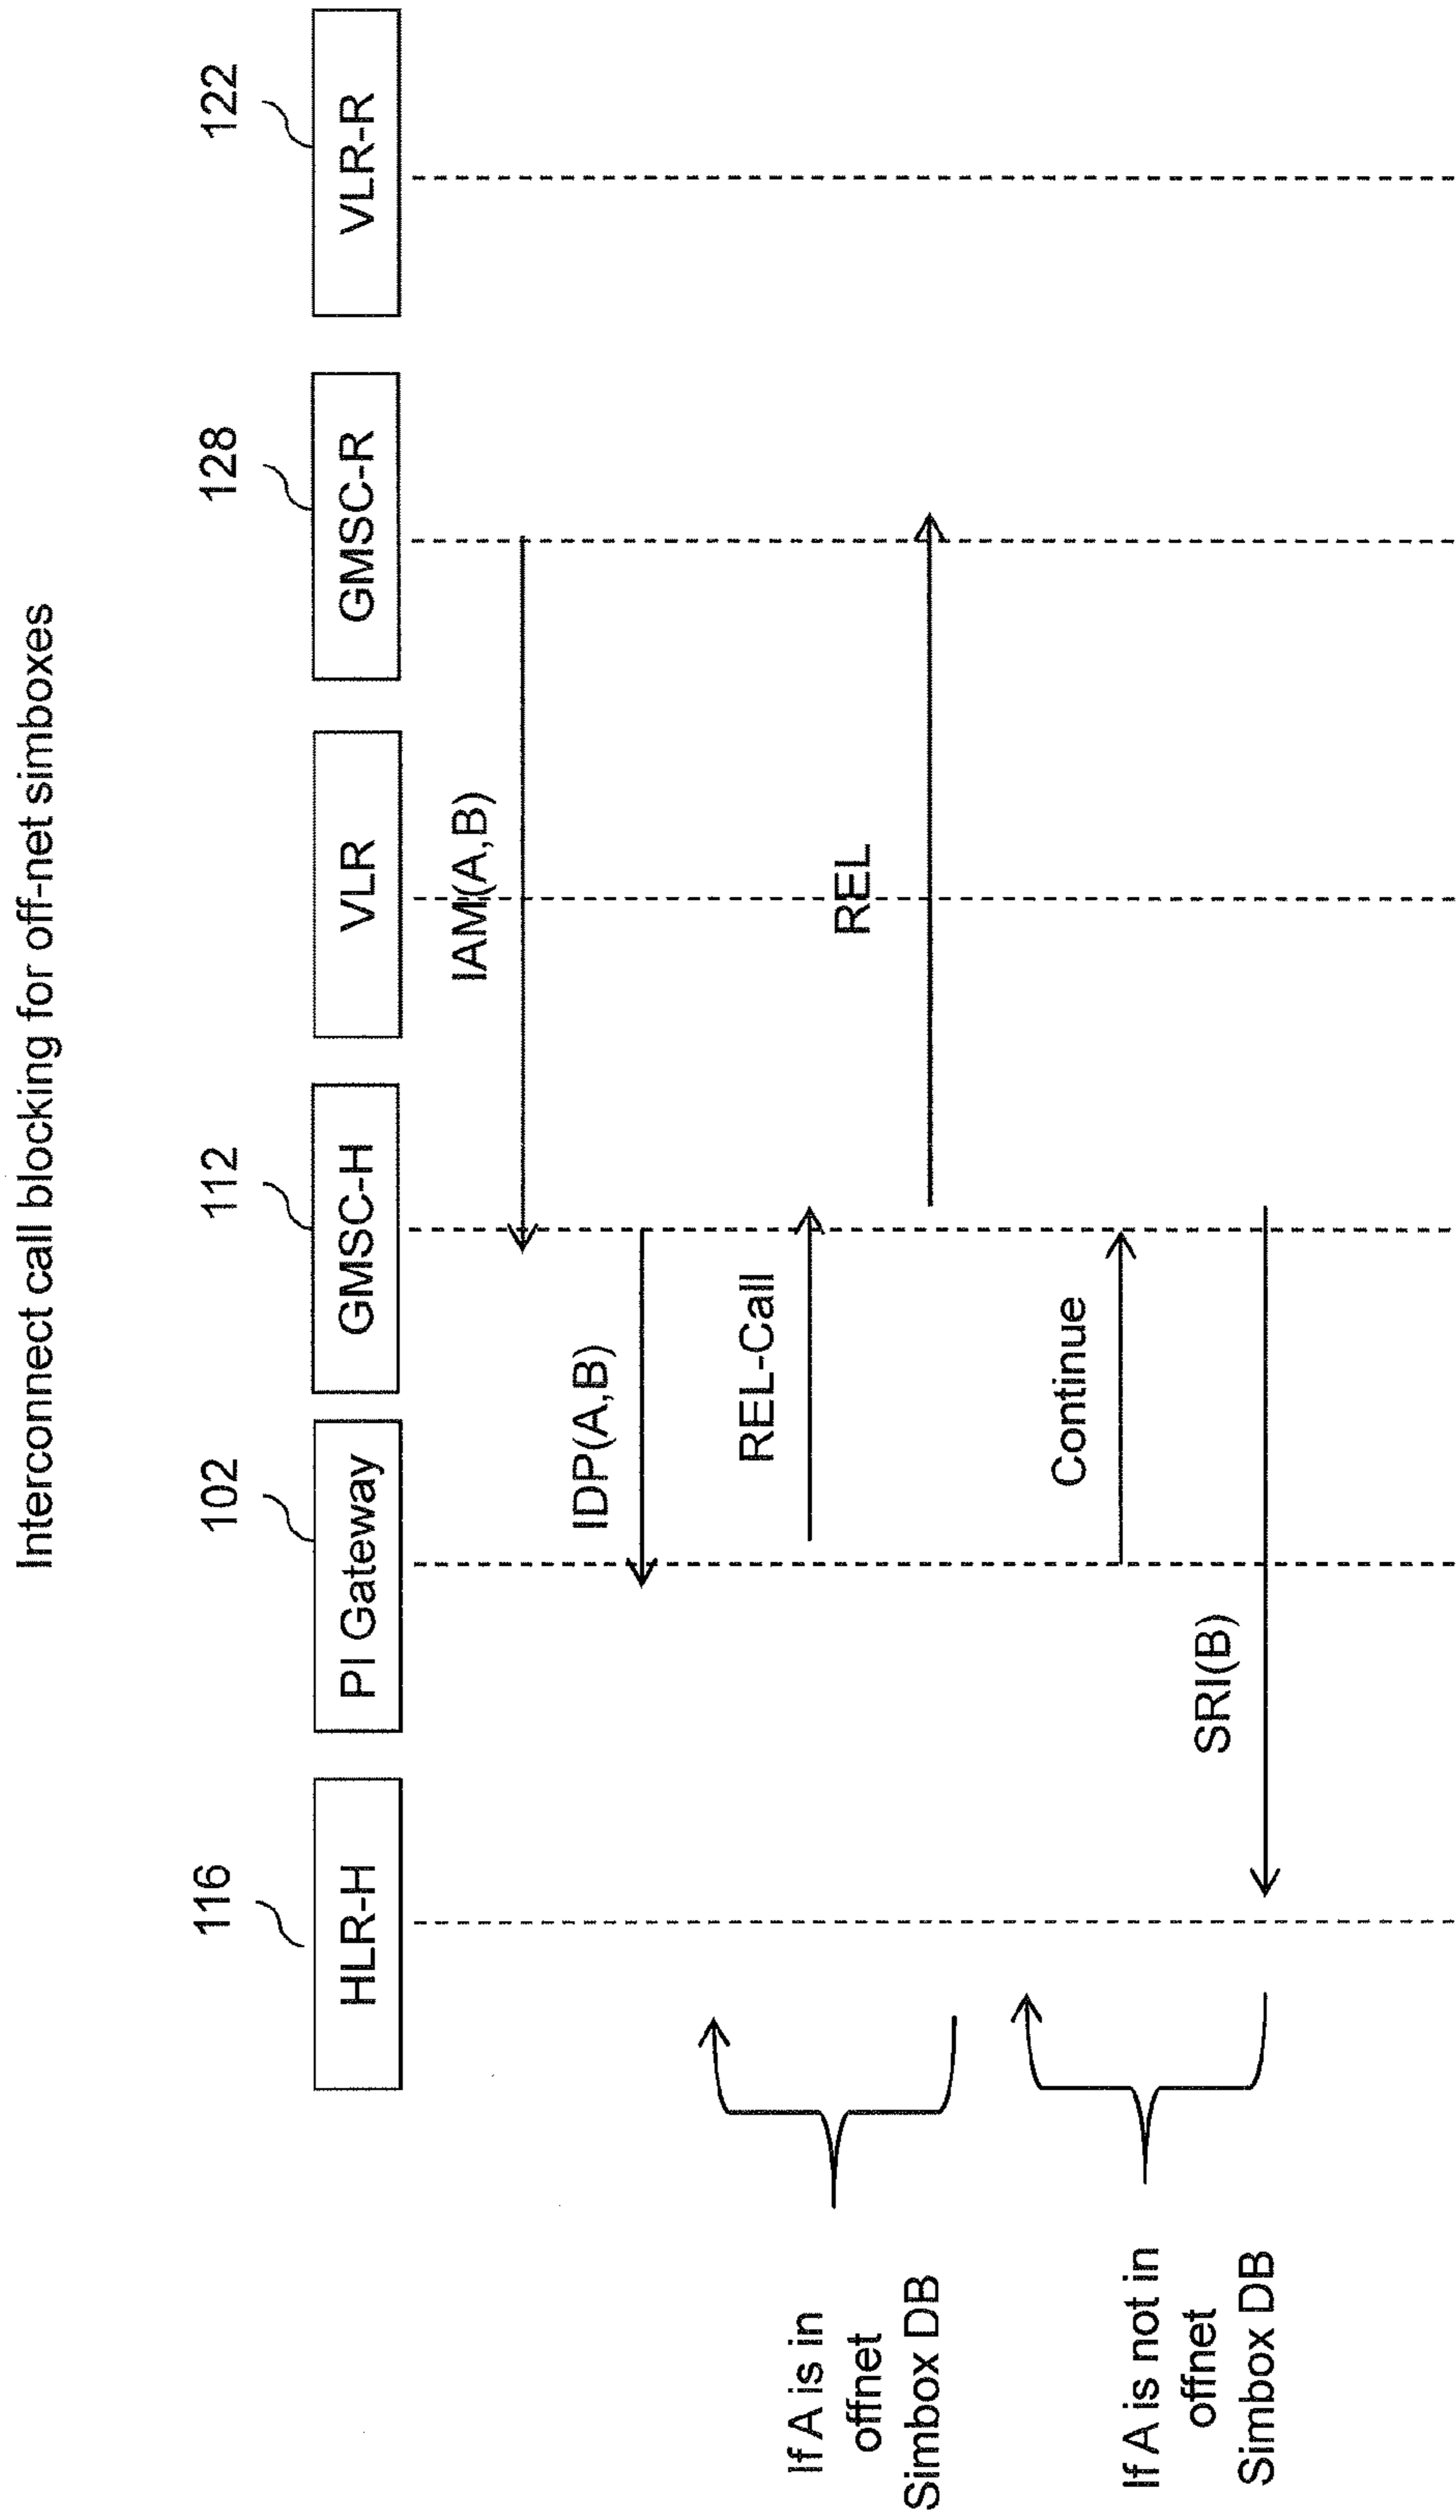 Interconnect call blocking for off-net simboxes
116
102
112
128
122
HLR-H
PI Gateway
GMSC-H
VLR
GMSC-R
VLR-R
IAM(A,B)
IDP(A,B)
If A is in
offnet
Simbox DB
REL-Call
REL
If A is not in
offnet
Simbox DB
Continue
SRI(B)